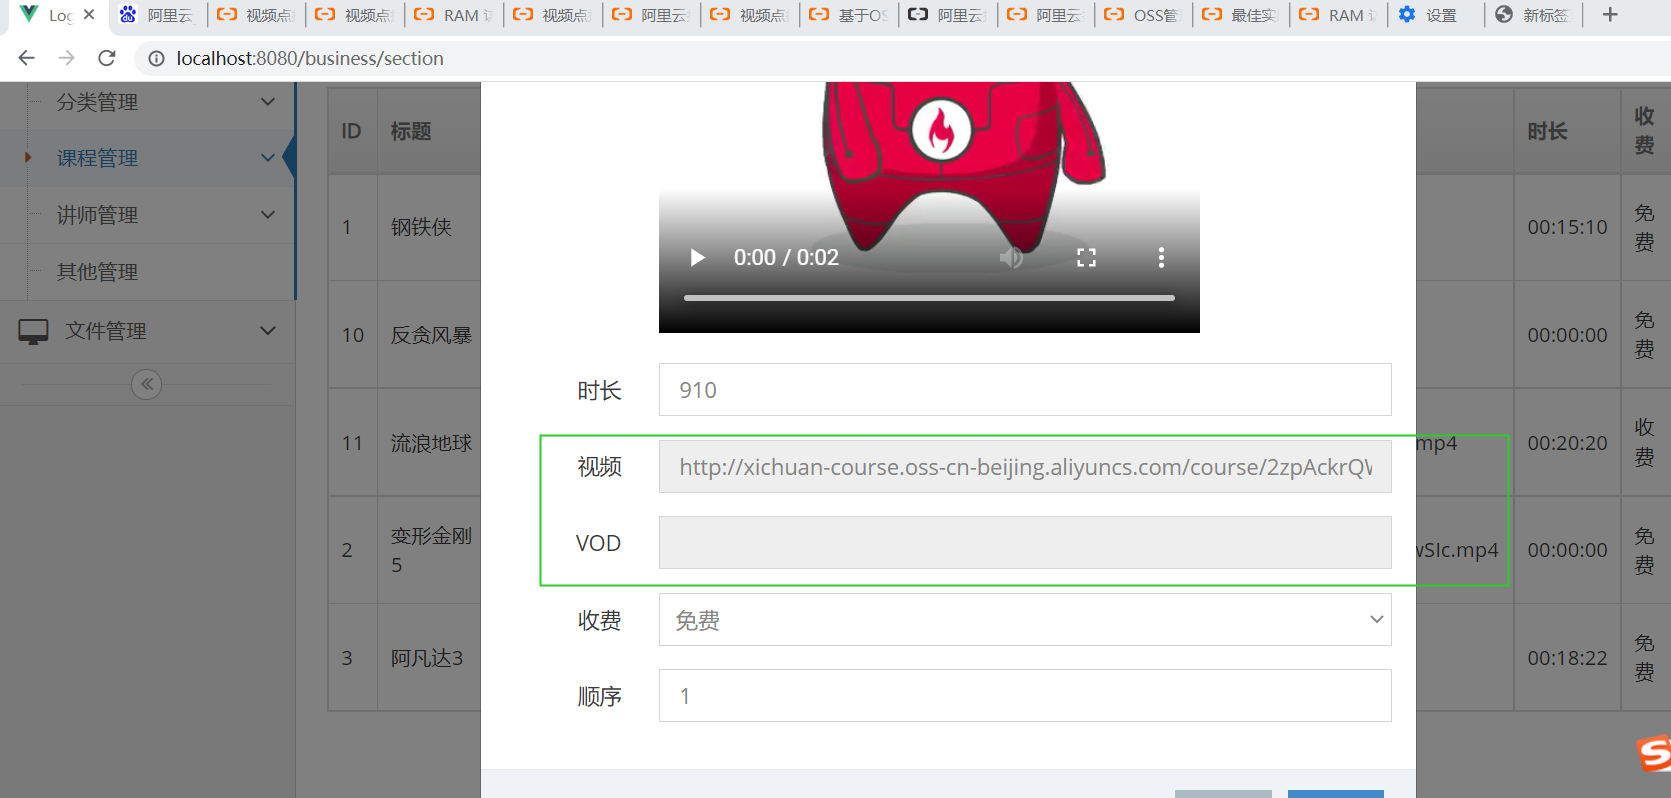 Log
阿里云
视频点
视频点
RAM
视频点
阿里云
视频点
基于OS
阿里云
阿里云
OSS管
最佳实
RAM
设置
新标签
localhost:8080/business/section
分类管理
课程管理
讲师管理
其他管理
文件管理
ID 标题 时长 收费
1 钢铁侠 00:15:10 免费
10 反贪风暴 00:00:00 免费
11 流浪地球 mp4 00:20:20 收费
2 变形金刚5 wSIc.mp4 00:00:00 免费
3 阿凡达3 00:18:22 免费
0:00 / 0:02
时长 910
视频 http://xichuan-course.oss-cn-beijing.aliyuncs.com/course/2zpAckrQW
VOD
收费 免费
顺序 1